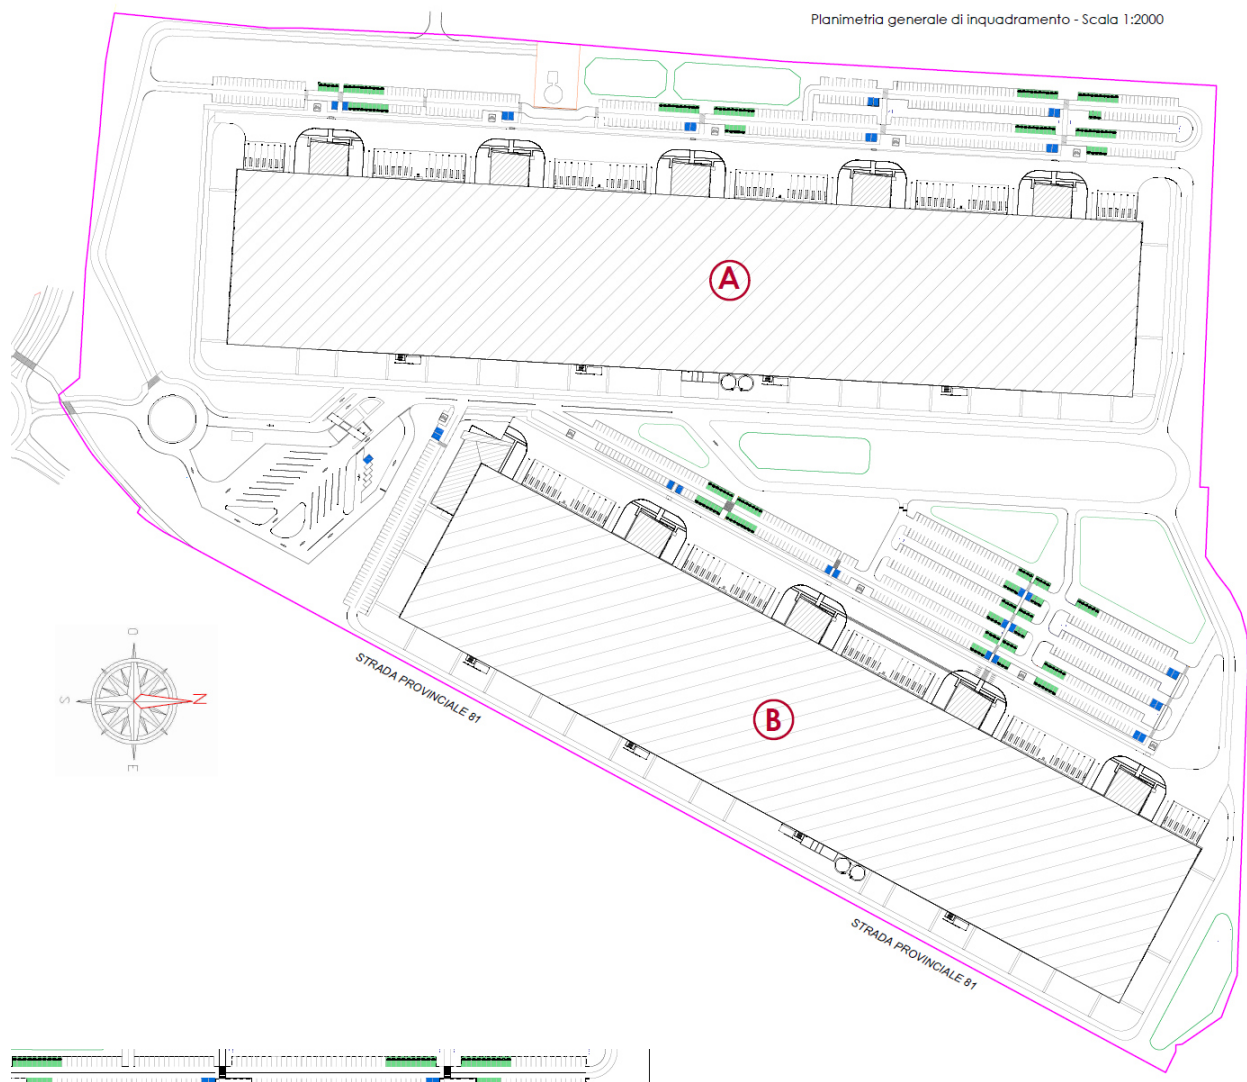 Planimetria generale di inquadramento - Scala 1:2000
A
STRADA PROVINCIALE 81
O
S
N
E
B
STRADA PROVINCIALE 81